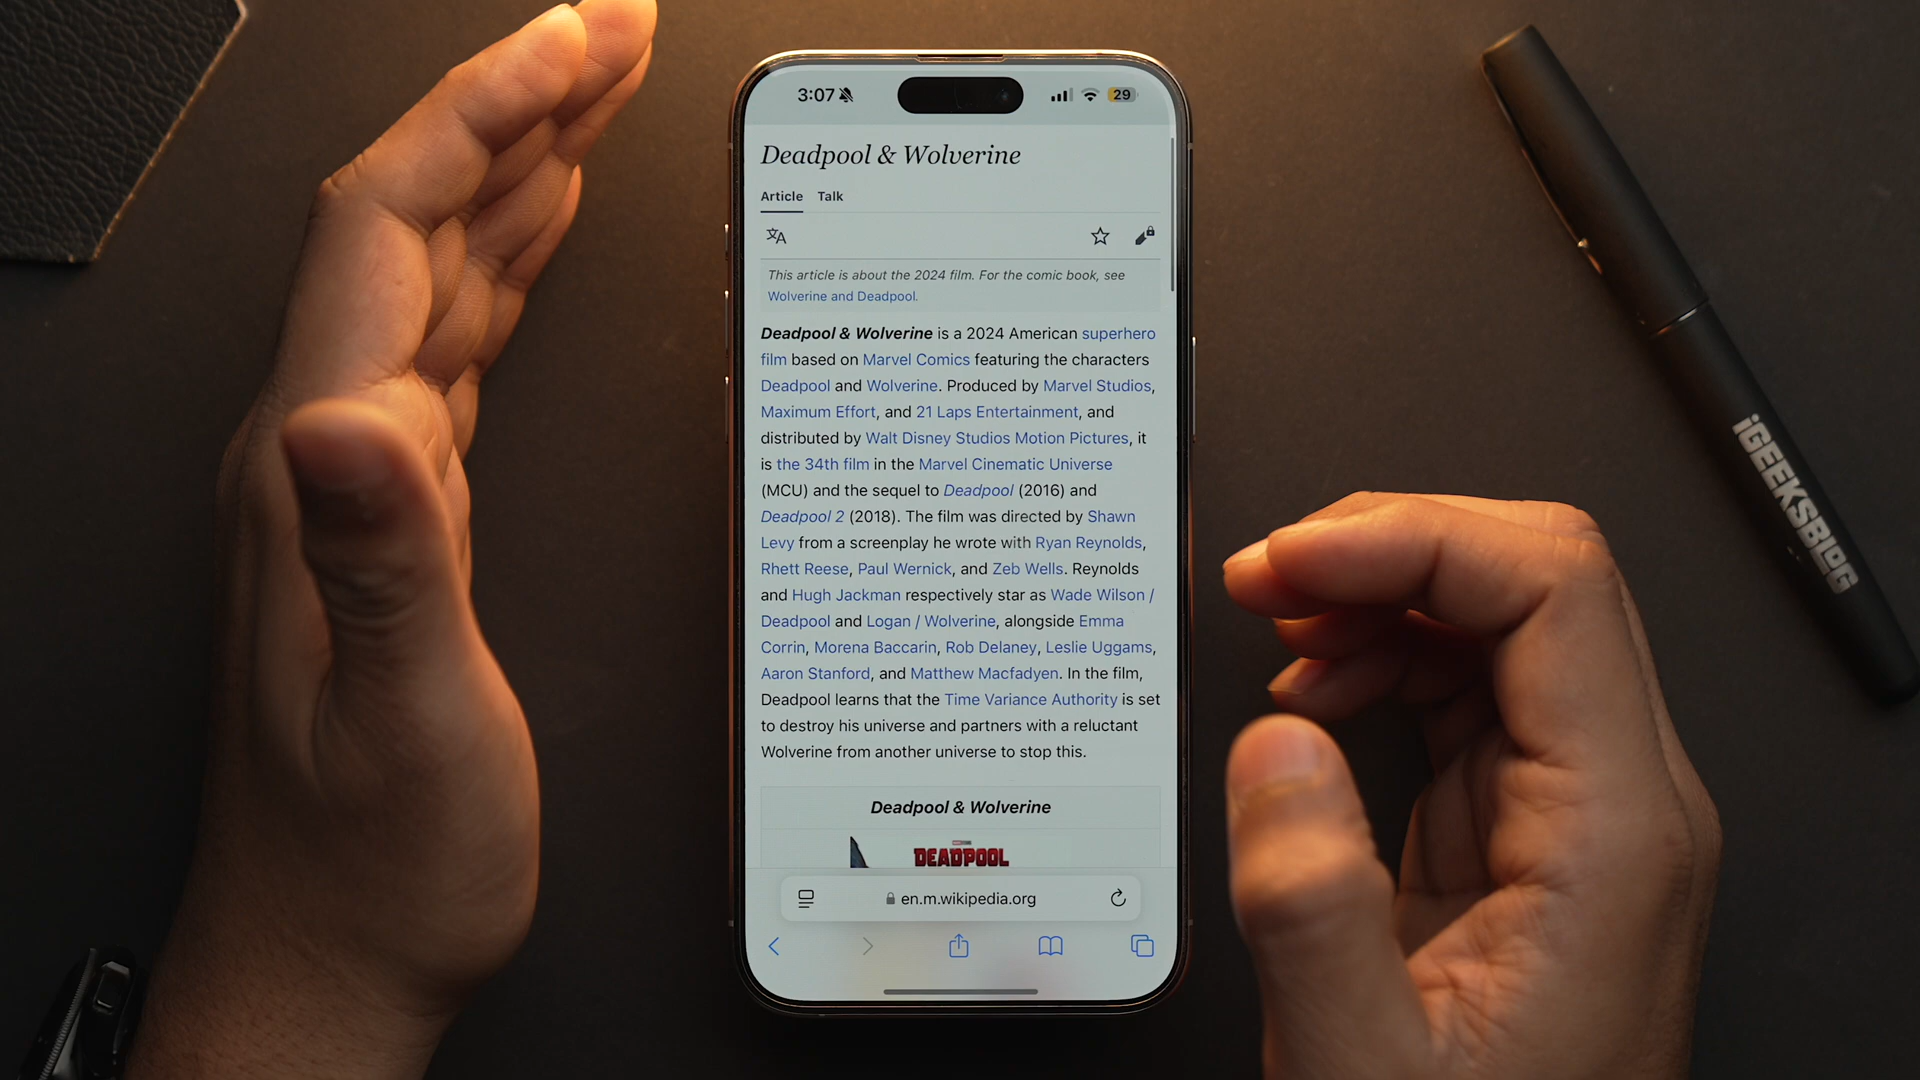 3:07
29
Deadpool & Wolverine
Article Talk
This article is about the 2024 film. For the comic book, see
Wolverine and Deadpool.
Deadpool & Wolverine is a 2024 American superhero
film based on Marvel Comics featuring the characters
Deadpool and Wolverine. Produced by Marvel Studios,
Maximum Effort, and 21 Laps Entertainment, and
distributed by Walt Disney Studios Motion Pictures, it
is the 34th film in the Marvel Cinematic Universe
(MCU) and the sequel to Deadpool (2016) and
Deadpool 2 (2018). The film was directed by Shawn
Levy from a screenplay he wrote with Ryan Reynolds,
Rhett Reese, Paul Wernick, and Zeb Wells. Reynolds
and Hugh Jackman respectively star as Wade Wilson /
Deadpool and Logan / Wolverine, alongside Emma
Corrin, Morena Baccarin, Rob Delaney, Leslie Uggams,
Aaron Stanford, and Matthew Macfadyen. In the film,
Deadpool learns that the Time Variance Authority is set
to destroy his universe and partners with a reluctant
Wolverine from another universe to stop this.
Deadpool & Wolverine
DEADPOOL
en.m.wikipedia.org
iGEEKSBLOG